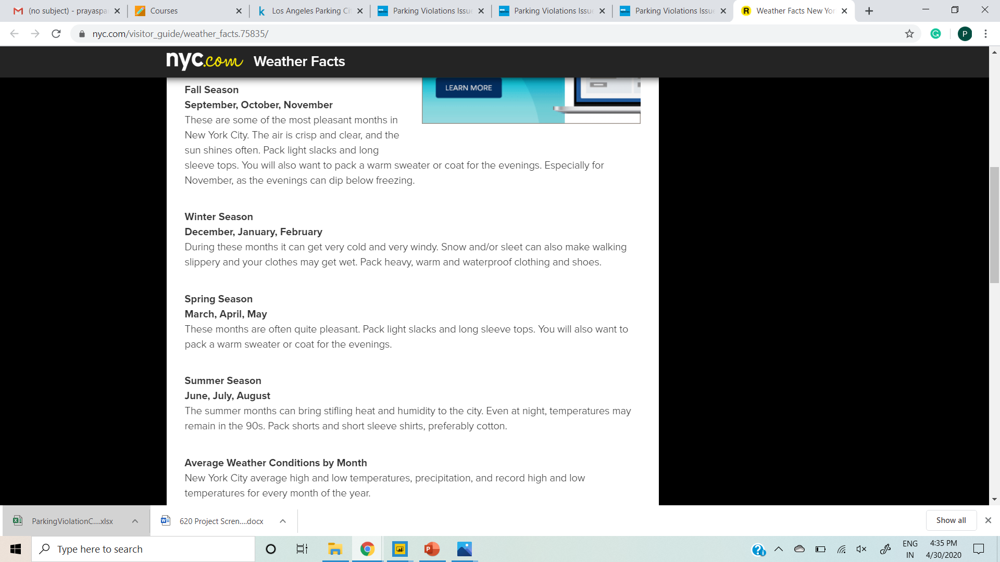 (no subject) - prayaspa
Courses
Los Angeles Parking Ci
Parking Violations Issue
Parking Violations Issue
Parking Violations Issue
R
Weather Facts New Yor
nyc.com/visitor_guide/weather_facts.75835/
P
nyc.com Weather Facts
LEARN MORE
Fall Season
September, October, November
These are some of the most pleasant months in
New York City. The air is crisp and clear, and the
sun shines often. Pack light slacks and long
sleeve tops. You will also want to pack a warm sweater or coat for the evenings. Especially for
November, as the evenings can dip below freezing.
Winter Season
December, January, February
During these months it can get very cold and very windy. Snow and/or sleet can also make walking
slippery and your clothes may get wet. Pack heavy, warm and waterproof clothing and shoes.
Spring Season
March, April, May
These months are often quite pleasant. Pack light slacks and long sleeve tops. You will also want to
pack a warm sweater or coat for the evenings.
Summer Season
June, July, August
The summer months can bring stifling heat and humidity to the city. Even at night, temperatures may
remain in the 90s. Pack shorts and short sleeve shirts, preferably cotton.
Average Weather Conditions by Month
New York City average high and low temperatures, precipitation, and record high and low
temperatures for every month of the year.
ParkingViolationC....xlsx
620 Project Scren....docx
Show all
Type here to search
ENG
IN
4:35 PM
4/30/2020